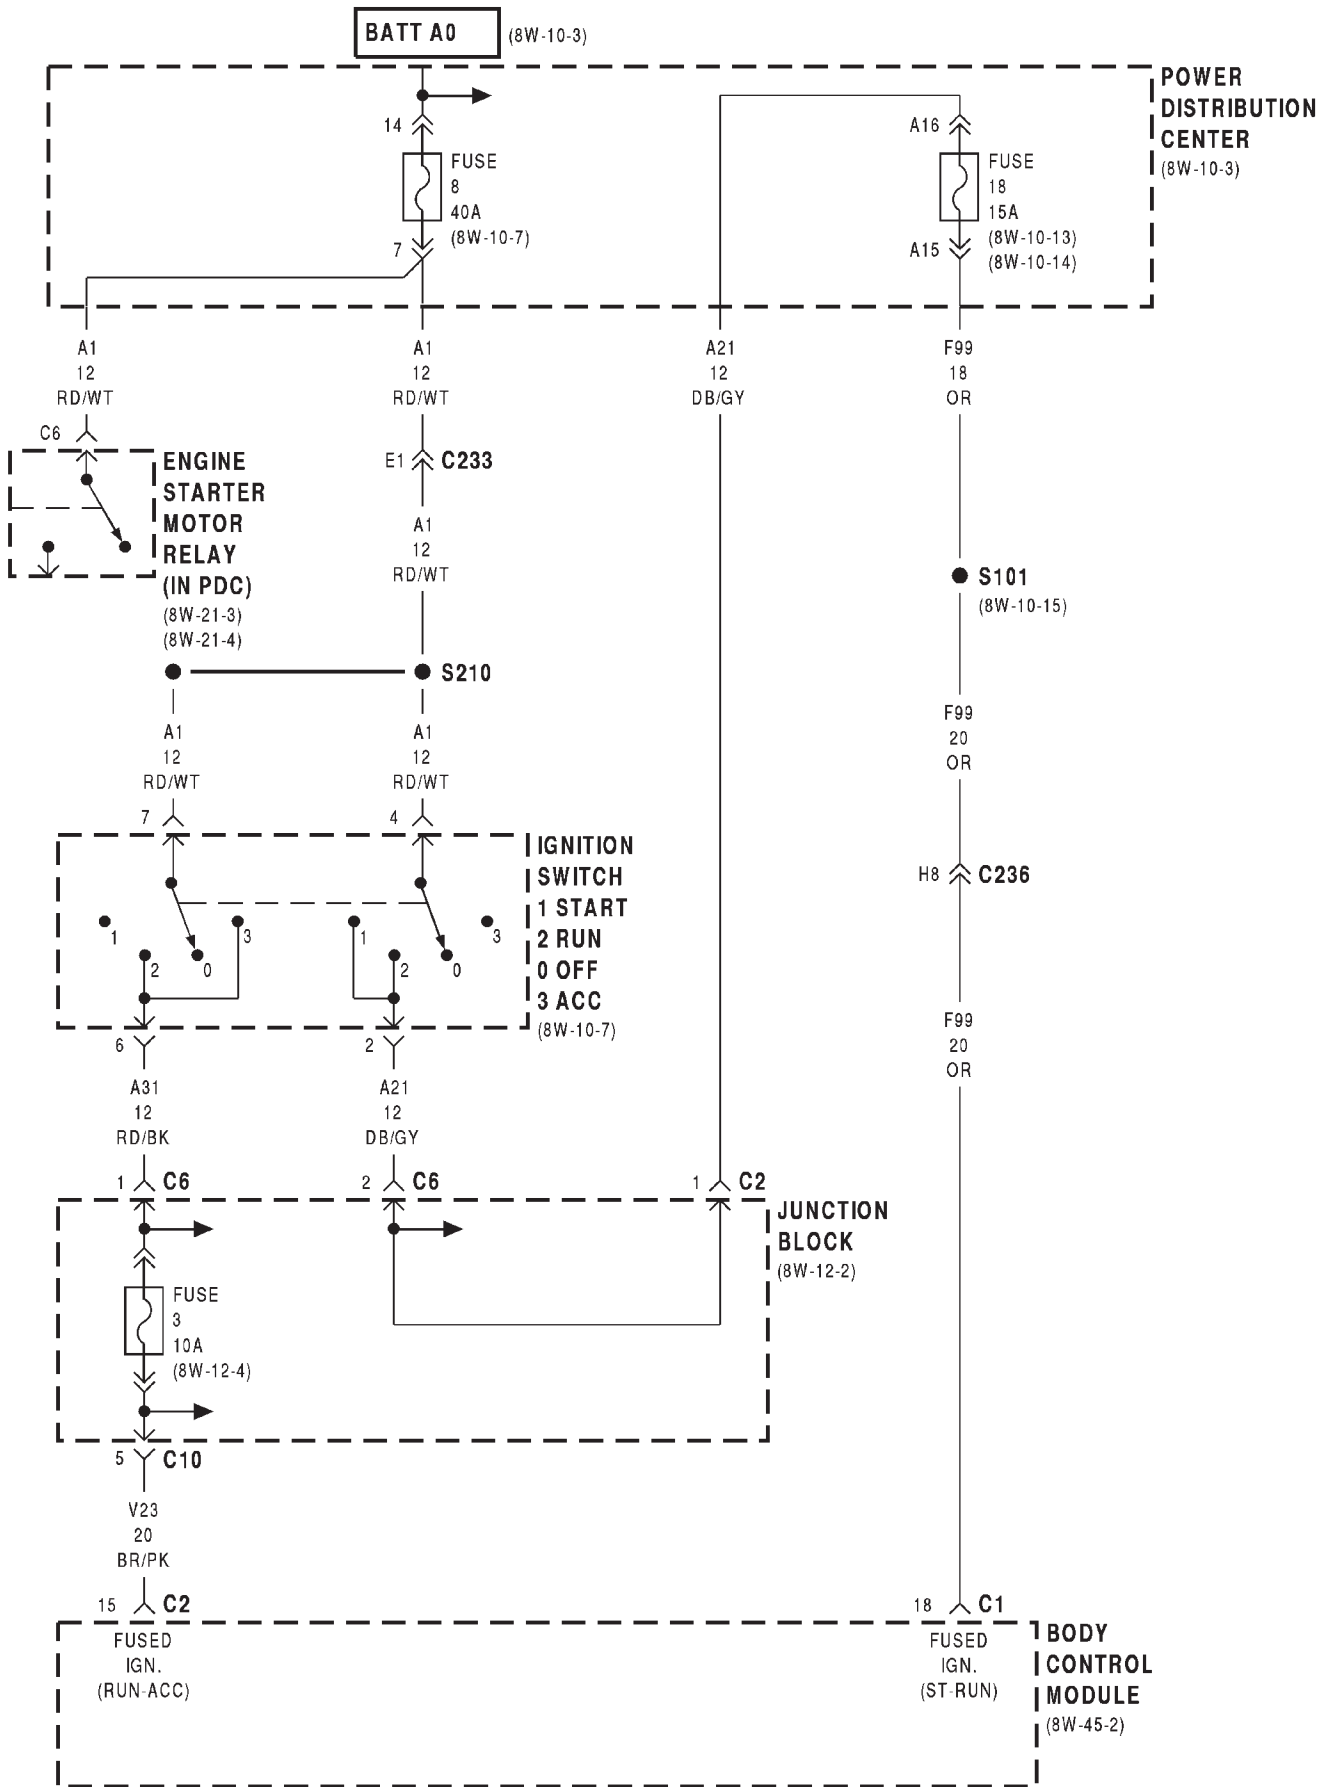 BATT A0
(8W-10-3)
POWER
DISTRIBUTION
CENTER
(8W-10-3)
14
FUSE
8
40A
(8W-10-7)
7
A16
FUSE
18
15A
(8W-10-13)
(8W-10-14)
A15
A1
12
RD/WT
A1
12
RD/WT
A21
12
DB/GY
F99
18
OR
C6
ENGINE
STARTER
MOTOR
RELAY
(IN PDC)
(8W-21-3)
(8W-21-4)
E1
C233
A1
12
RD/WT
S101
(8W-10-15)
S210
A1
12
RD/WT
A1
12
RD/WT
F99
20
OR
7
4
IGNITION
SWITCH
1 START
2 RUN
0 OFF
3 ACC
(8W-10-7)
1
2
0
3
1
2
0
3
H8
C236
6
2
A31
12
RD/BK
A21
12
DB/GY
F99
20
OR
1
C6
2
C6
1
C2
JUNCTION
BLOCK
(8W-12-2)
FUSE
3
10A
(8W-12-4)
5
C10
V23
20
BR/PK
15
C2
18
C1
FUSED
IGN.
(RUN-ACC)
FUSED
IGN.
(ST-RUN)
BODY
CONTROL
MODULE
(8W-45-2)